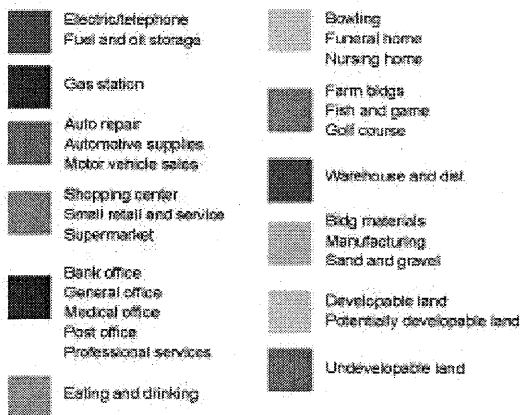 Electric/telephone
Fuel and oil storage
Gas station
Auto repair
Automotive supplies
Motor vehicle sales
Shopping center
Small retail and service
Supermarket
Bank office
General office
Medical office
Post office
Professional services
Eating and drinking
Bowling
Funeral home
Nursing home
Farm bldgs
Fish and game
Golf course
Warehouse and dist.
Bldg materials
Manufacturing
Sand and gravel
Developable land
Potentially developable land
Undevelopable land